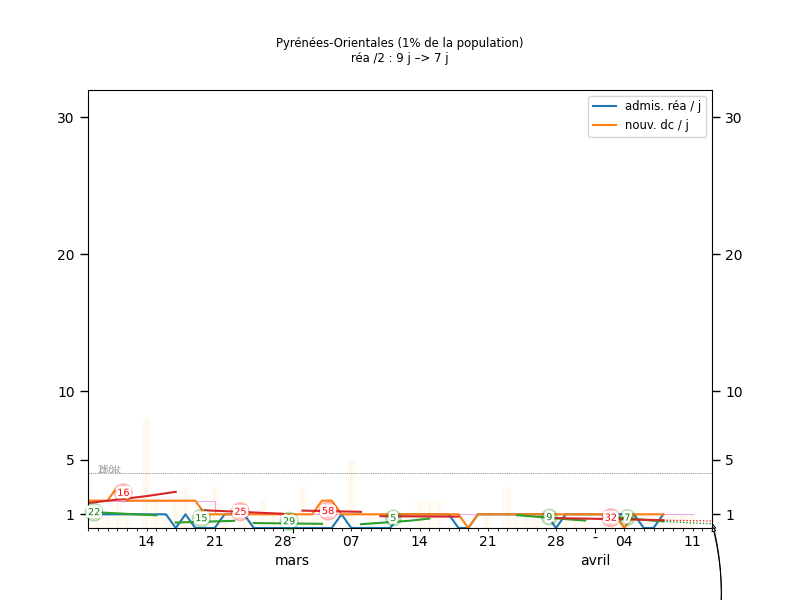 Pyrénées-Orientales (1% de la population)
réa /2 : 9 j –> 7 j
admis. réa / j
nouv. dc / j
30 30
20 20
10 10
5 5
1 1
16
22
15
25
29
58
5
9
32
7
14 21 28 07 14 21 28 04 11
mars avril